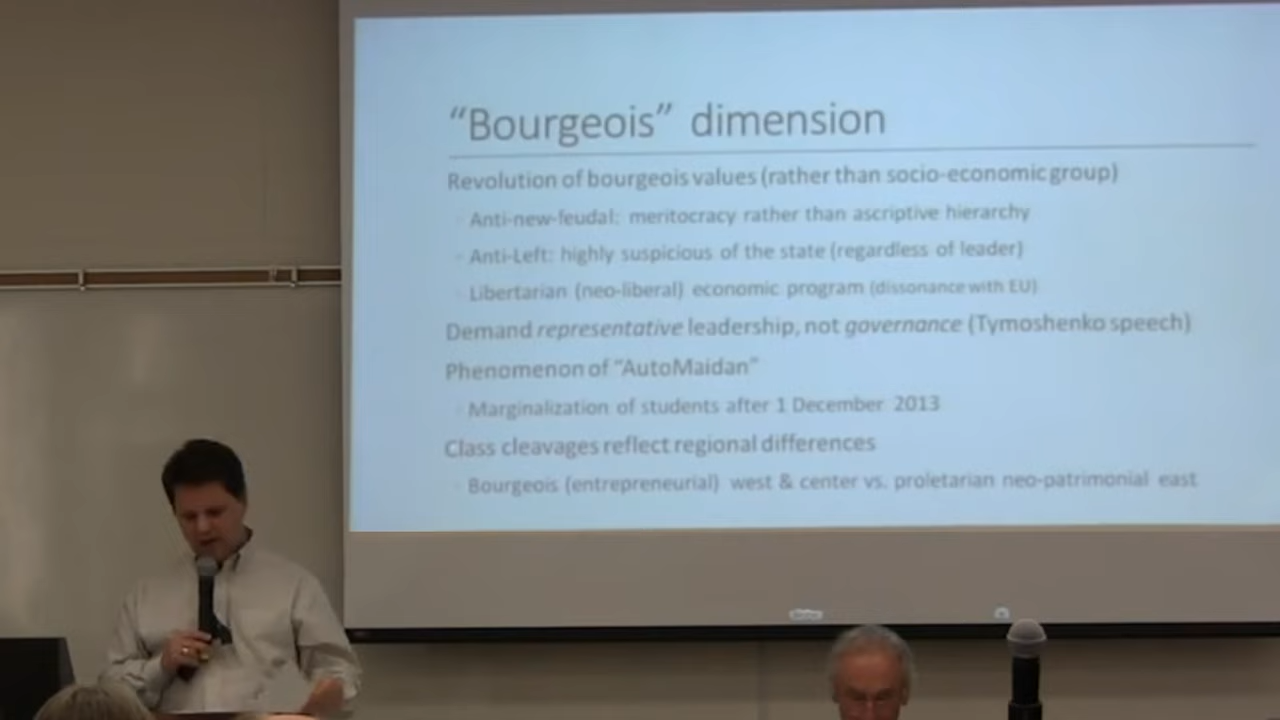 “Bourgeois” dimension
Revolution of bourgeois values (rather than socio-economic group)
Anti-new-feudal: meritocracy rather than ascriptive hierarchy
Anti-Left: highly suspicious of the state (regardless of leader)
Libertarian (neo-liberal) economic program (dissonance with EU)
Demand representative leadership, not governance (Tymoshenko speech)
Phenomenon of “AutoMaidan”
Marginalization of students after 1 December 2013
Class cleavages reflect regional differences
Bourgeois (entrepreneurial) west & center vs. proletarian neo-patrimonial east